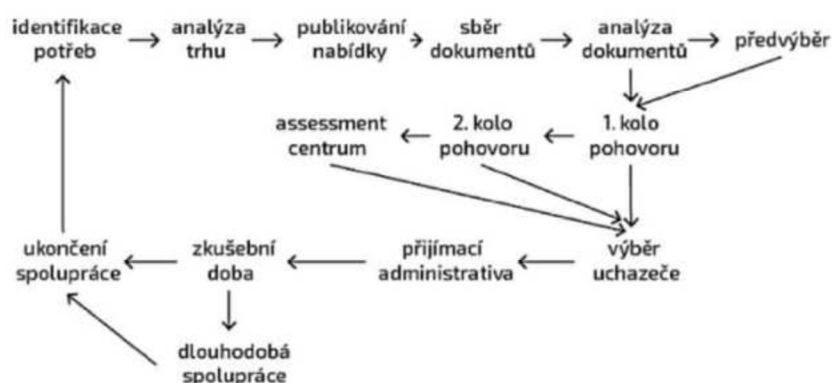 identifikace
potřeb
analýza
trhu
publikování
nabídky
sběr
dokumentů
analýza
dokumentů
předvýběr
assessment
centrum
2. kolo
pohovoru
1. kolo
pohovoru
ukončení
spolupráce
zkušební
doba
přijímací
administrativa
výběr
uchazeče
dlouhodobá
spolupráce